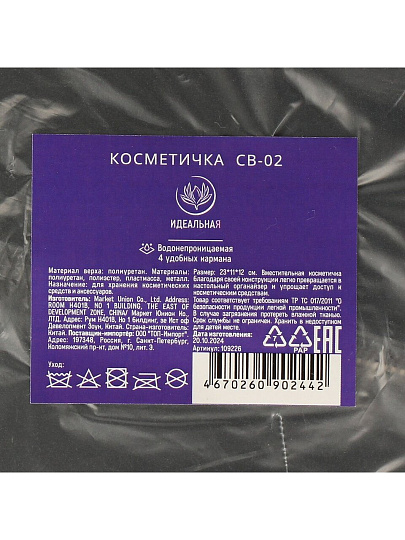 КОСМЕТИЧКА СВ-02
ИДЕАЛЬНАЯ
Водонепроницаемая
4 удобных кармана
Материал верха: полиуретан. Материалы:
полиуретан, полиэстер, пластмасса, металл.
Назначение: для хранения косметических
средств и аксессуаров.
Изготовитель: Market Union Co., Ltd. Address:
ROOM H401B, NO 1 BUILDING, THE EAST OF
DEVELOPMENT ZONE, CHINA/ Маркет Юнион Ко.,
ЛТД. Адрес: Рум H401B, Но 1 билдинг, зе Ист оф
Девелопмент Зоун, Китай. Страна-изготовитель:
Китай. Поставщик-импортёр: ООО "ТОП-Импорт".
Адрес: 197348, Россия, г. Санкт-Петербург,
Коломяжский пр-нт, дом №10, лит. З.
Уход:
Размер: 23*11*12 см. Вместительная косметичка
благодаря своей конструкции легко превращается в
настольный органайзер и упрощает доступ к
косметическим средствам.
Товар соответствует требованиям ТР ТС 017/2011 "О
безопасности продукции легкой промышленности".
В случае загрязнения протереть влажной тканью.
Срок службы не ограничен. Хранить в недоступном
для детей месте.
Дата изготовления:
20.10.2024
Артикул: 109226
7
PAP
EAC
4 670260 902442